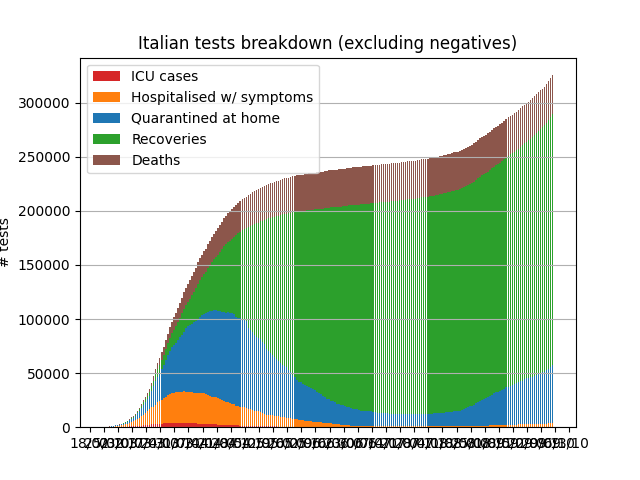 Italian tests breakdown (excluding negatives)
ICU cases
Hospitalised w/ symptoms
Quarantined at home
Recoveries
Deaths
300000
250000
200000
150000
100000
50000
0
# tests